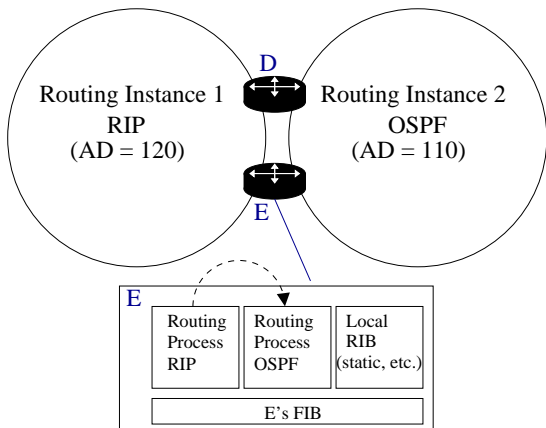 D
Routing Instance 1
RIP
(AD = 120)
Routing Instance 2
OSPF
(AD = 110)
E
E
Routing
Process
RIP
Routing
Process
OSPF
Local
RIB
(static, etc.)
E's FIB